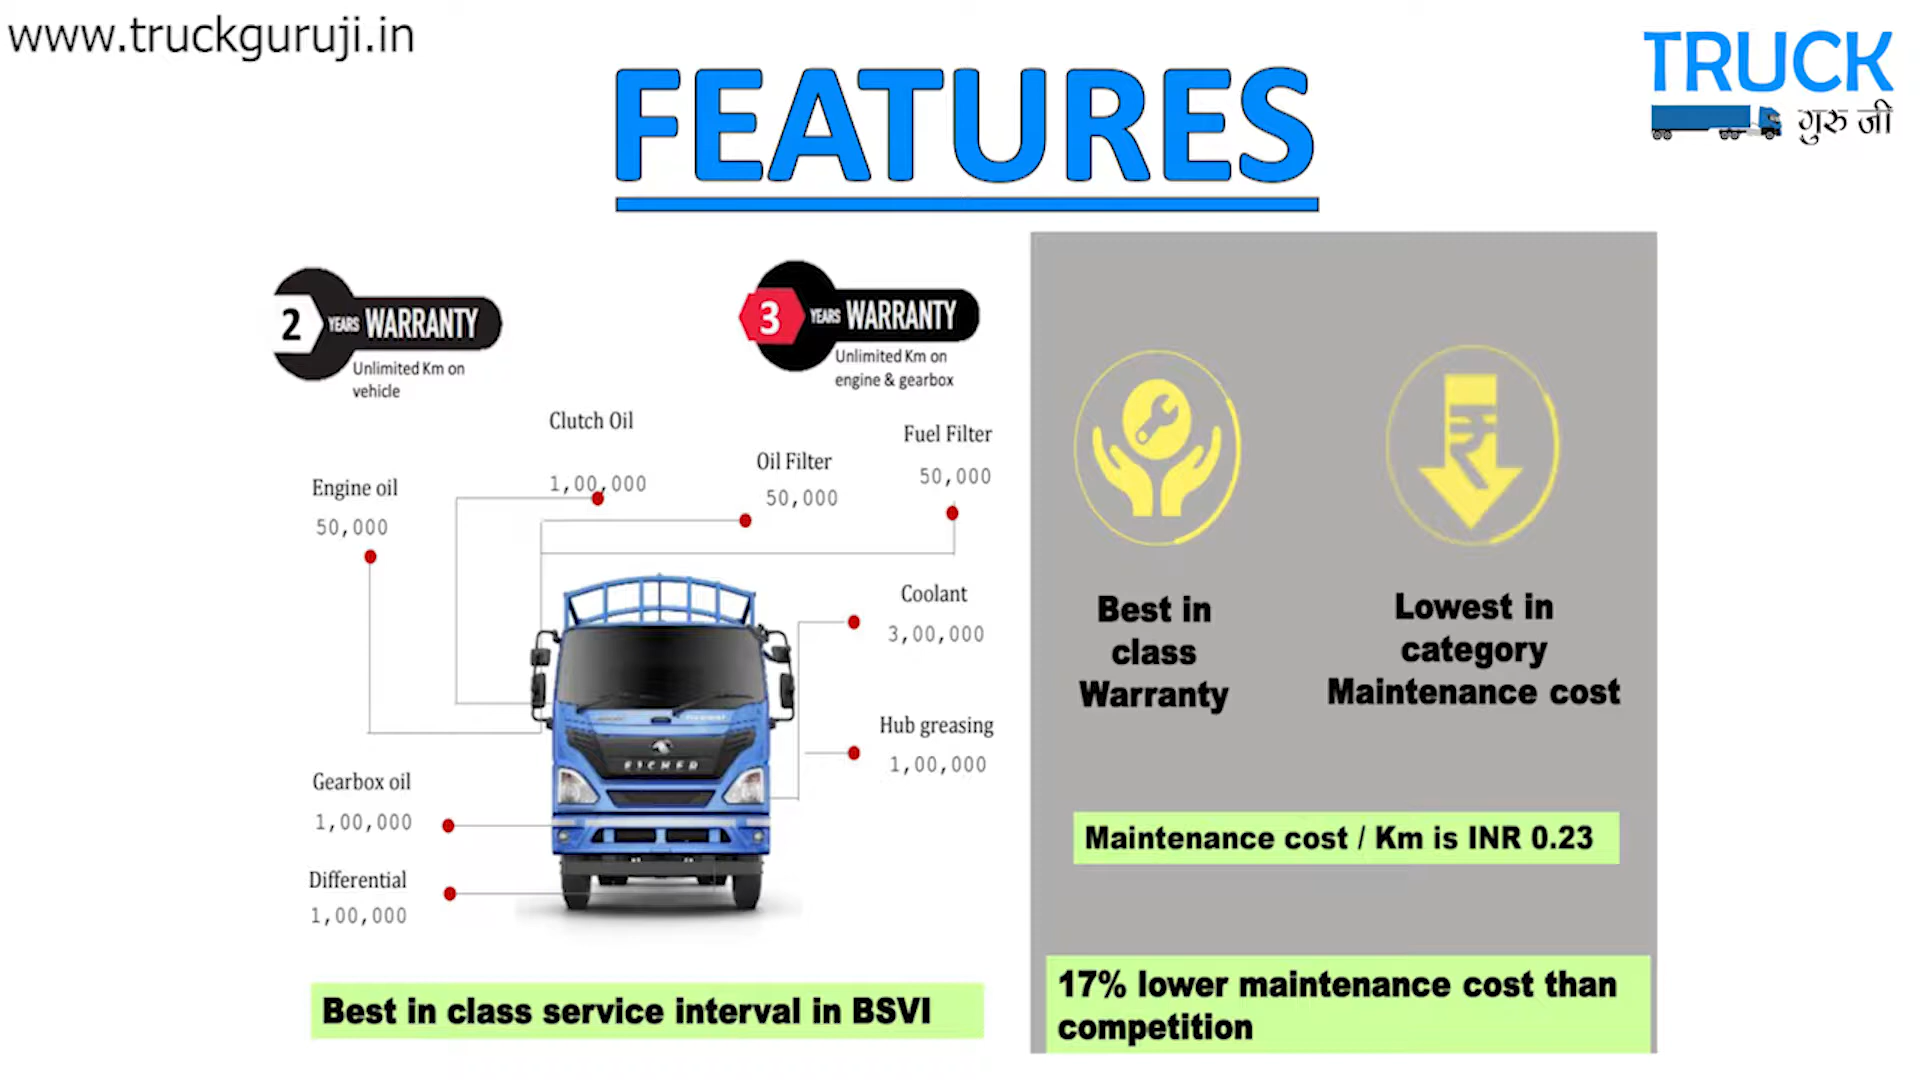 www.truckguruji.in
TRUCK
गुरु जी
FEATURES
2 YEARS WARRANTY
Unlimited Km on
vehicle
3 YEARS WARRANTY
Unlimited Km on
engine & gearbox
Clutch Oil
1,00,000
Oil Filter
50,000
Fuel Filter
50,000
Engine oil
50,000
Coolant
3,00,000
Hub greasing
1,00,000
Gearbox oil
1,00,000
Differential
1,00,000
EICHER
Best in class service interval in BSVI
Best in
class
Warranty
Lowest in
category
Maintenance cost
Maintenance cost / Km is INR 0.23
17% lower maintenance cost than
competition